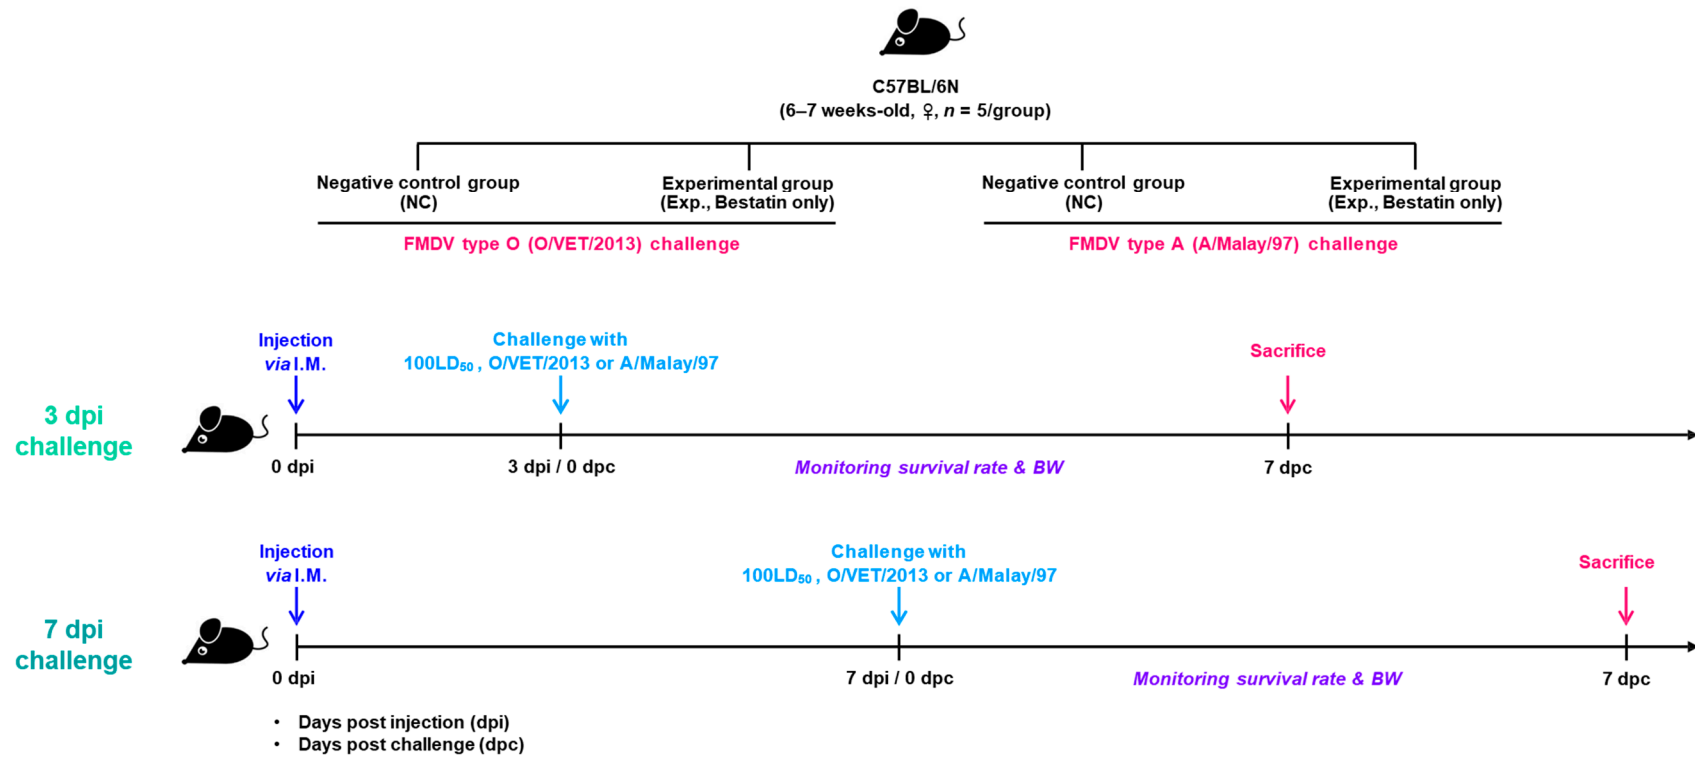 C57BL/6N
(6–7 weeks-old, ♀, n = 5/group)
Negative control group
(NC)
Experimental group
(Exp., Bestatin only)
Negative control group
(NC)
Experimental group
(Exp., Bestatin only)
FMDV type O (O/VET/2013) challenge
FMDV type A (A/Malay/97) challenge
3 dpi
challenge
Injection
via I.M.
Challenge with
100LD₅₀ , O/VET/2013 or A/Malay/97
Sacrifice
0 dpi
3 dpi / 0 dpc
Monitoring survival rate & BW
7 dpc
7 dpi
challenge
Injection
via I.M.
Challenge with
100LD₅₀ , O/VET/2013 or A/Malay/97
Sacrifice
0 dpi
7 dpi / 0 dpc
Monitoring survival rate & BW
7 dpc
• Days post injection (dpi)
• Days post challenge (dpc)